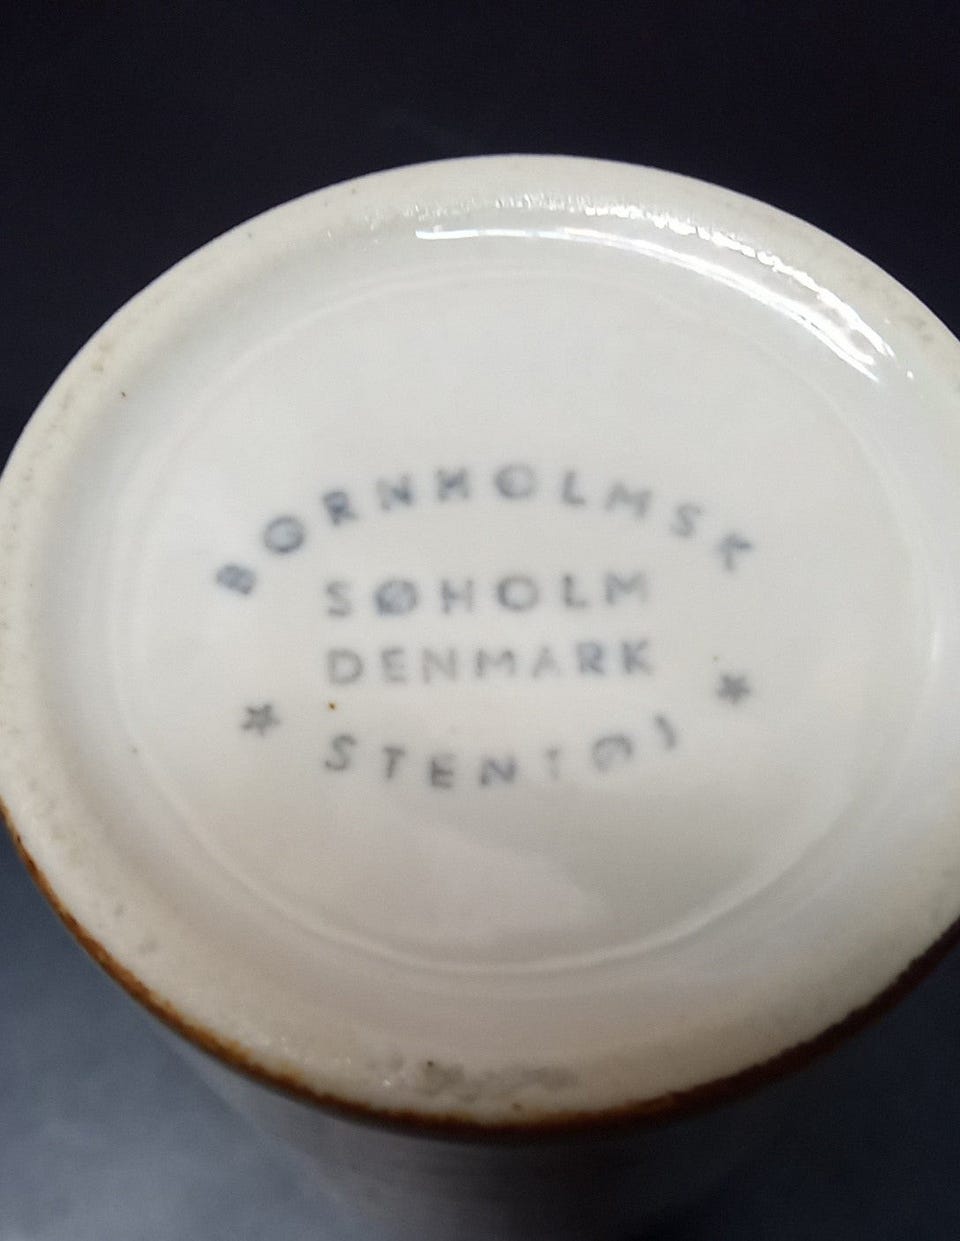 BORNHOLMSK
SØHOLM
DENMARK
* STENTØJ *